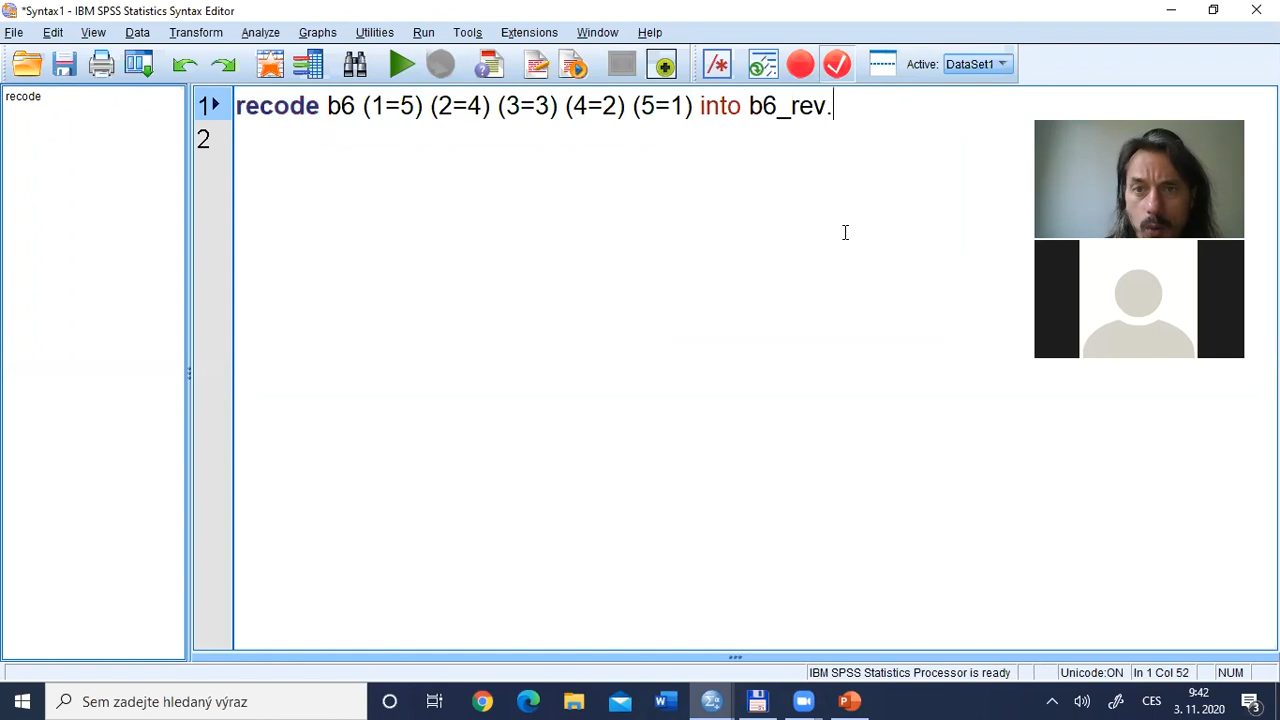 *Syntax1 - IBM SPSS Statistics Syntax Editor
File Edit View Data Transform Analyze Graphs Utilities Run Tools Extensions Window Help
Active: DataSet1
recode
1 recode b6 (1=5) (2=4) (3=3) (4=2) (5=1) into b6_rev.
2
IBM SPSS Statistics Processor is ready Unicode:ON In 1 Col 52 NUM
Sem zadejte hledaný výraz
CES
9:42
3. 11. 2020
3